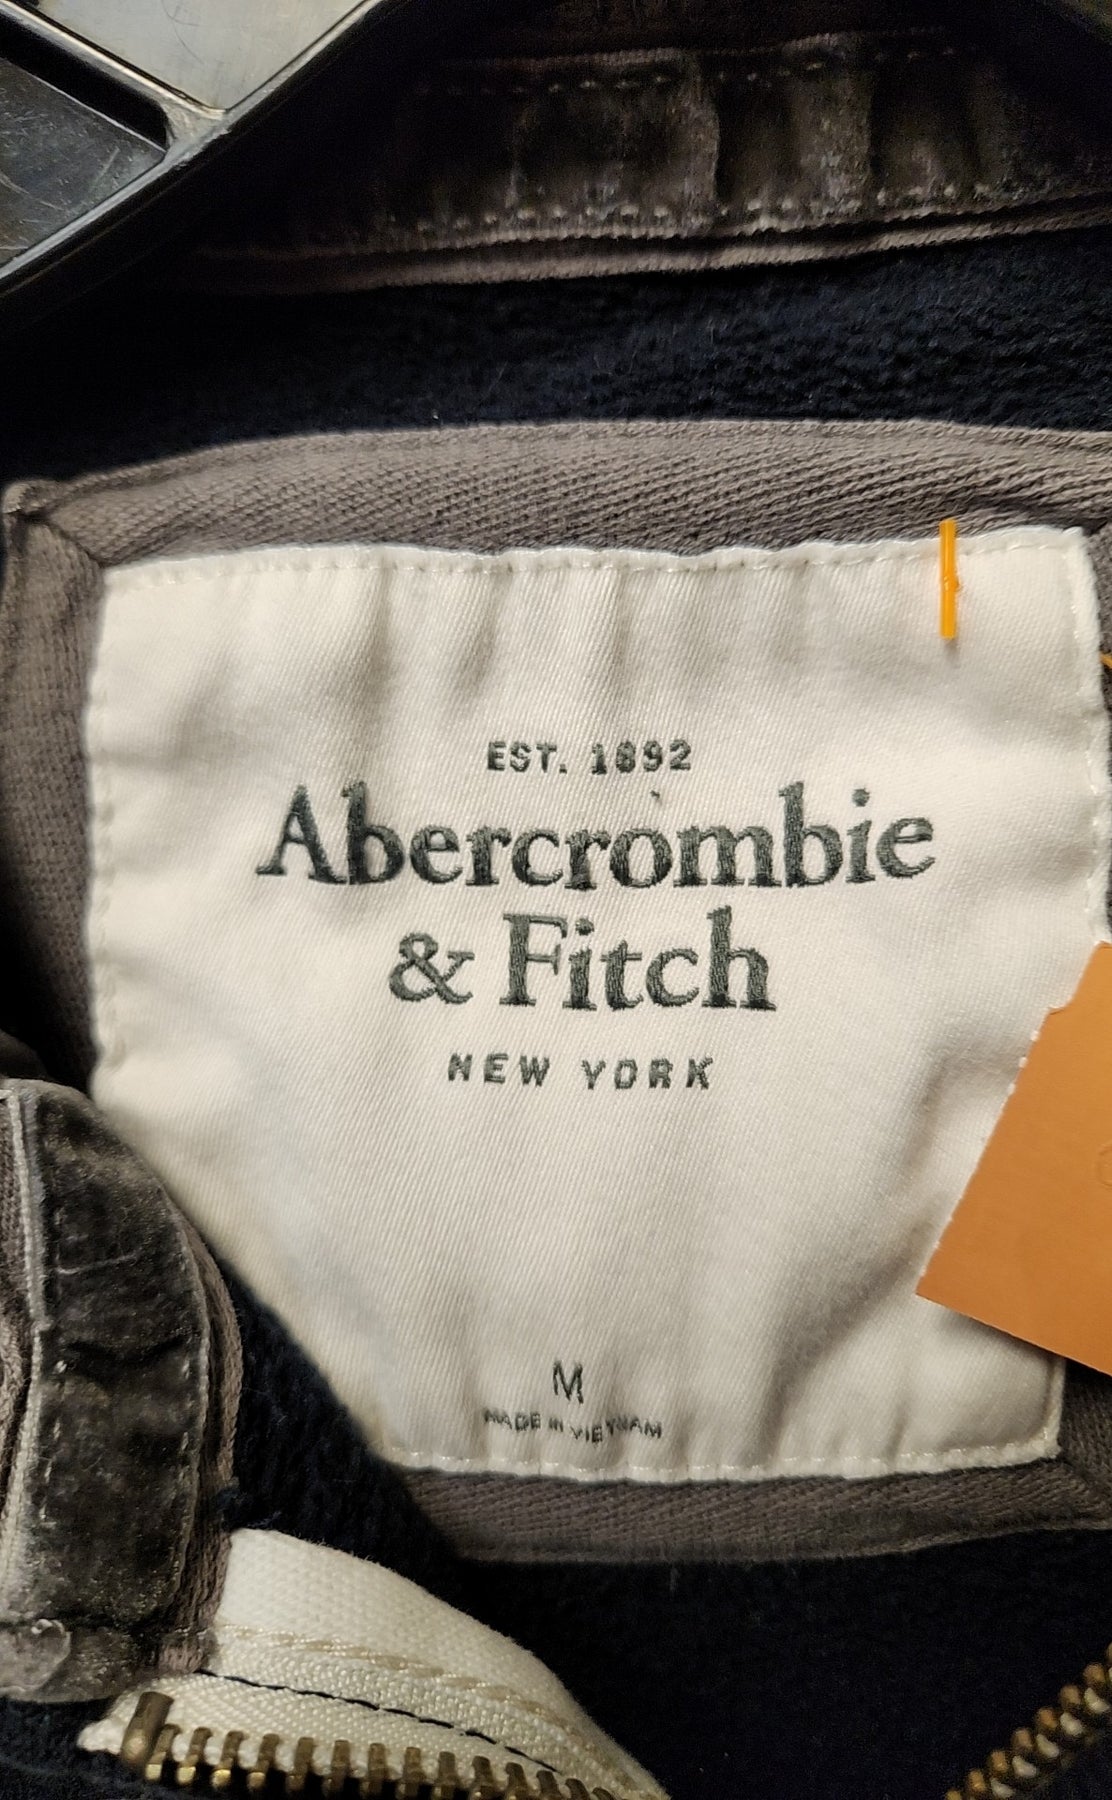 EST. 1892
Abercrombie
& Fitch
NEW YORK
M
MADE IN VIETNAM